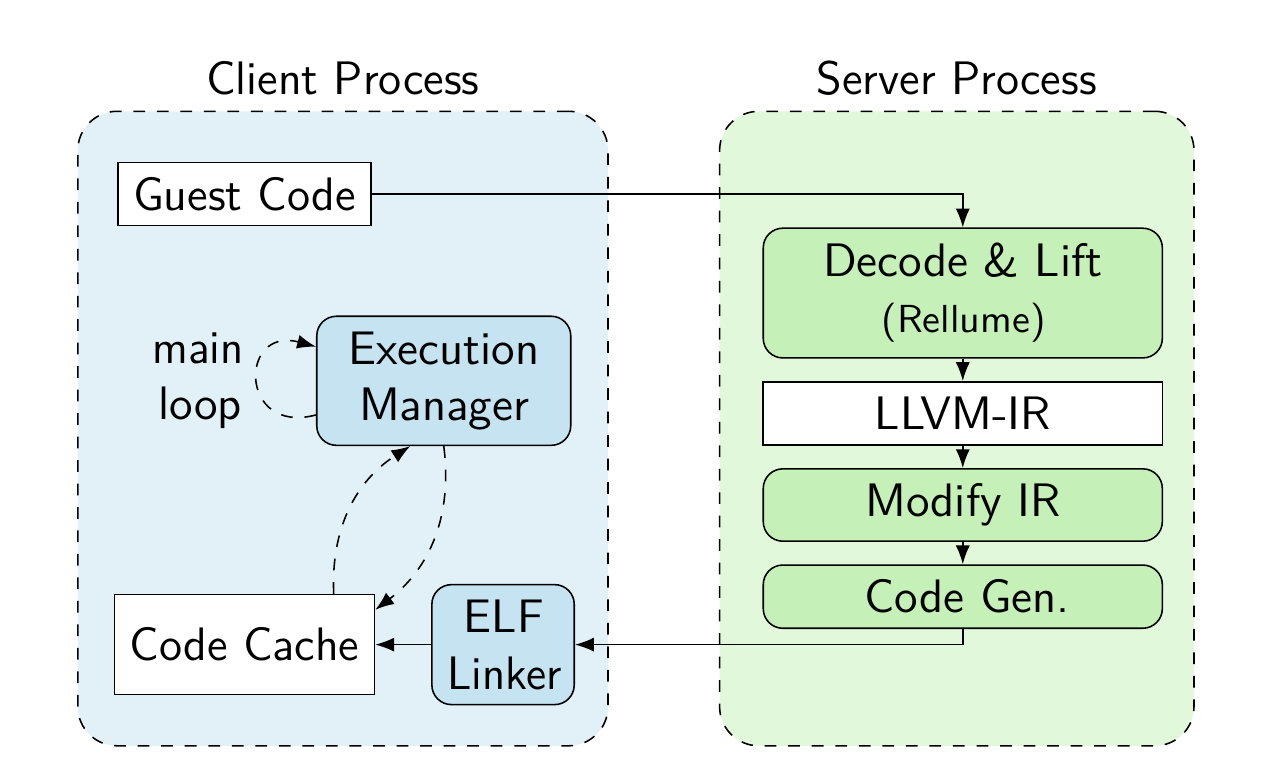 Client Process
Guest Code
main
loop
Execution
Manager
Code Cache
ELF
Linker
Server Process
Decode & Lift
(Rellume)
LLVM-IR
Modify IR
Code Gen.